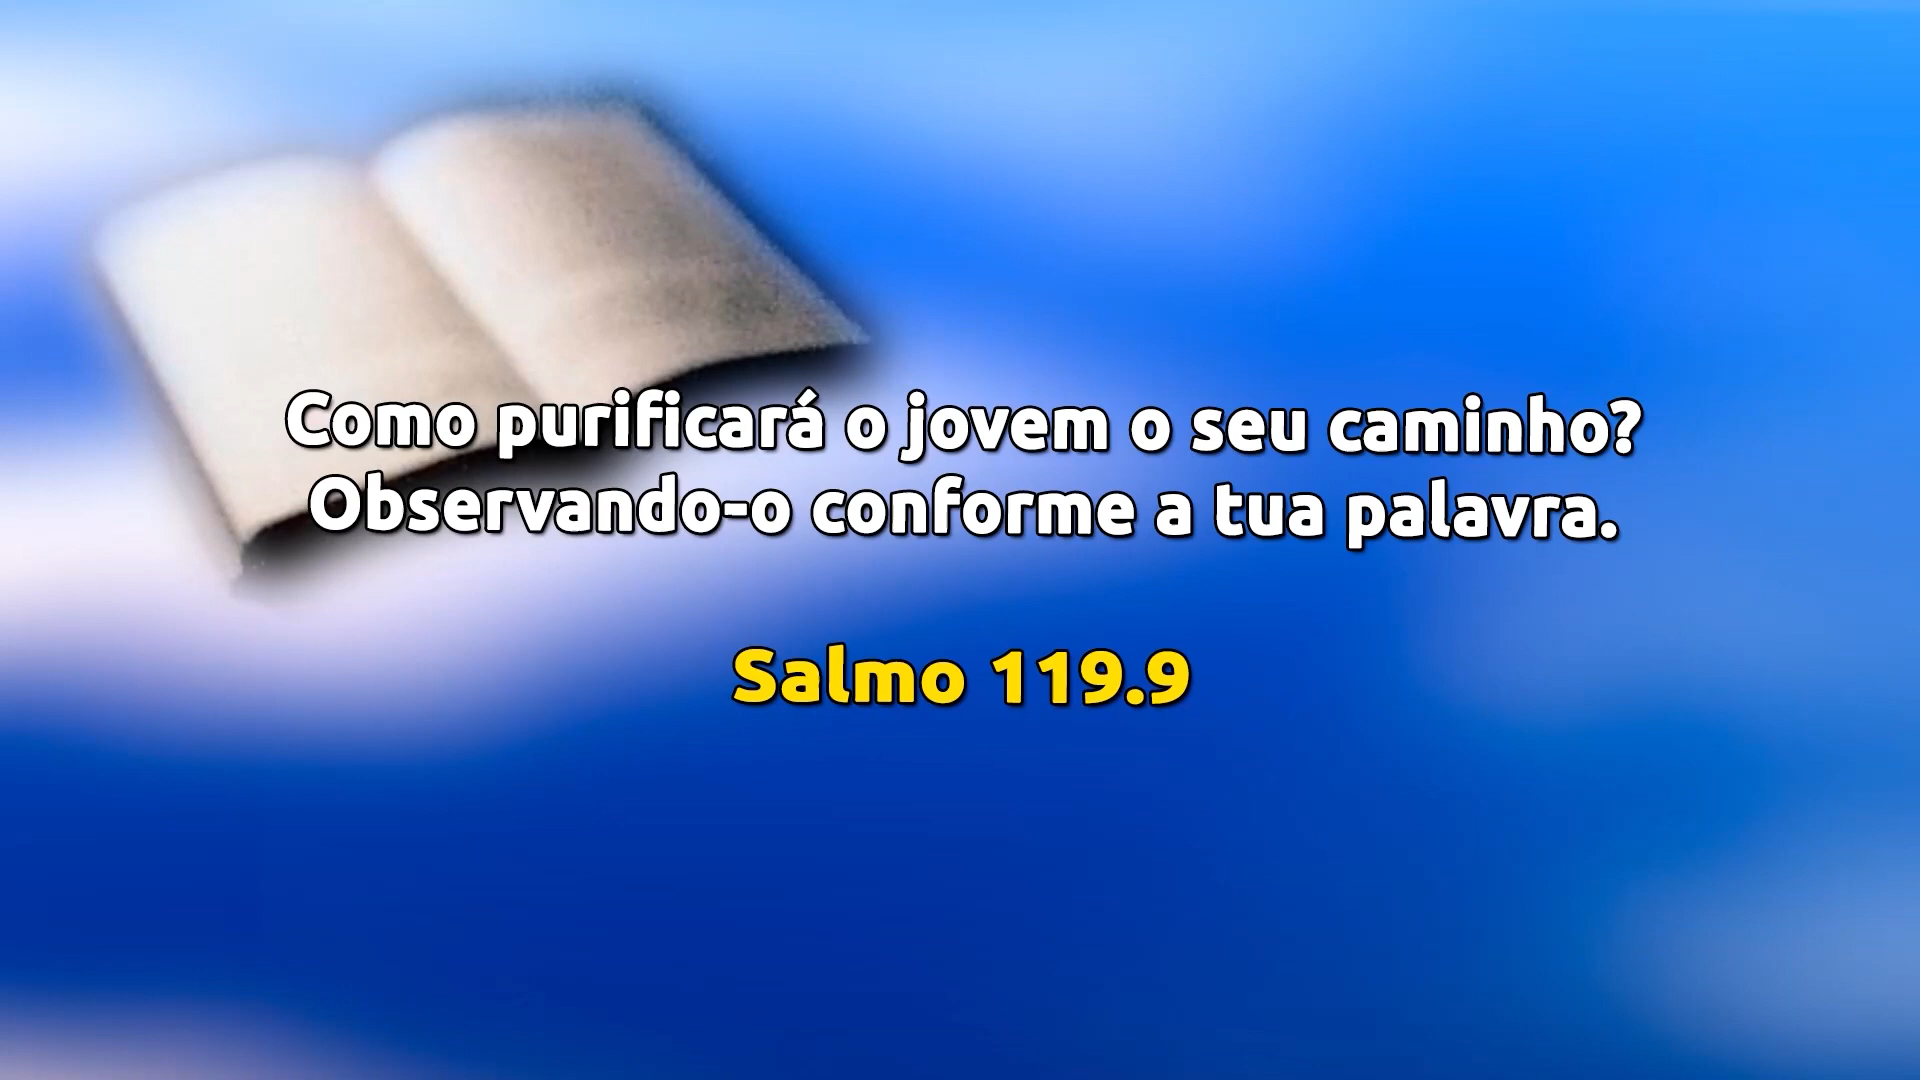 Como purificará o jovem o seu caminho?
Observando-o conforme a tua palavra.
Salmo 119.9